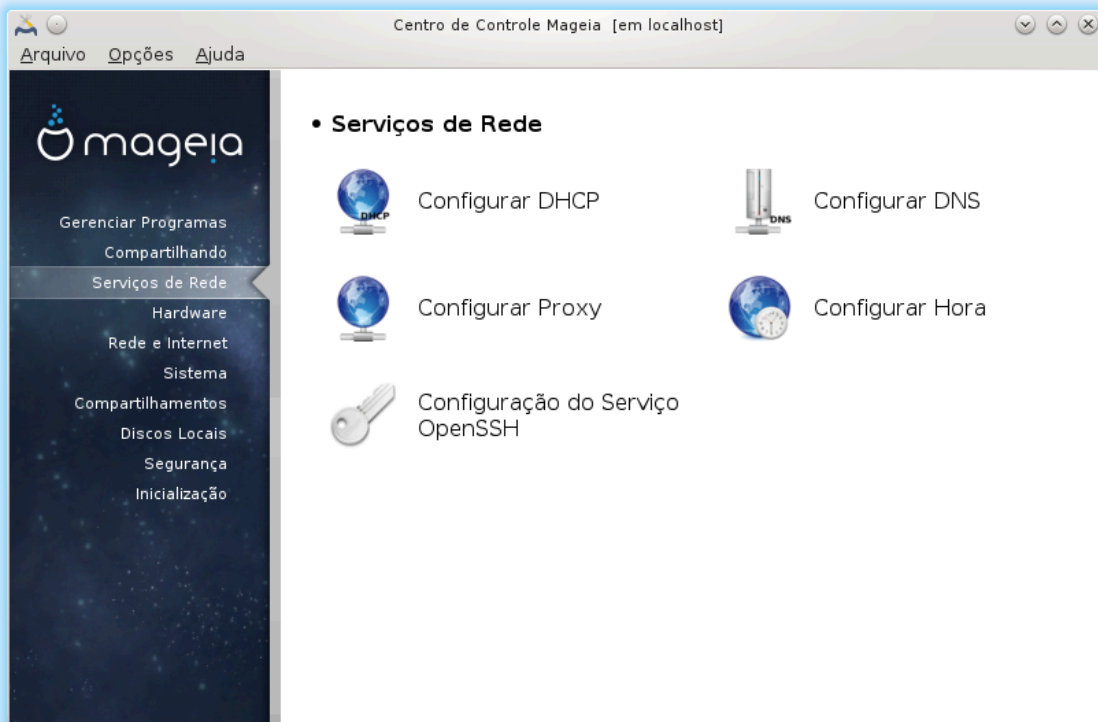 Centro de Controle Mageia [em localhost]
Arquivo Opções Ajuda
mageia
Gerenciar Programas
Compartilhando
Serviços de Rede
Hardware
Rede e Internet
Sistema
Compartilhamentos
Discos Locais
Segurança
Inicialização
• Serviços de Rede
DHCP
Configurar DHCP
DNS
Configurar DNS
Configurar Proxy
Configurar Hora
Configuração do Serviço
OpenSSH